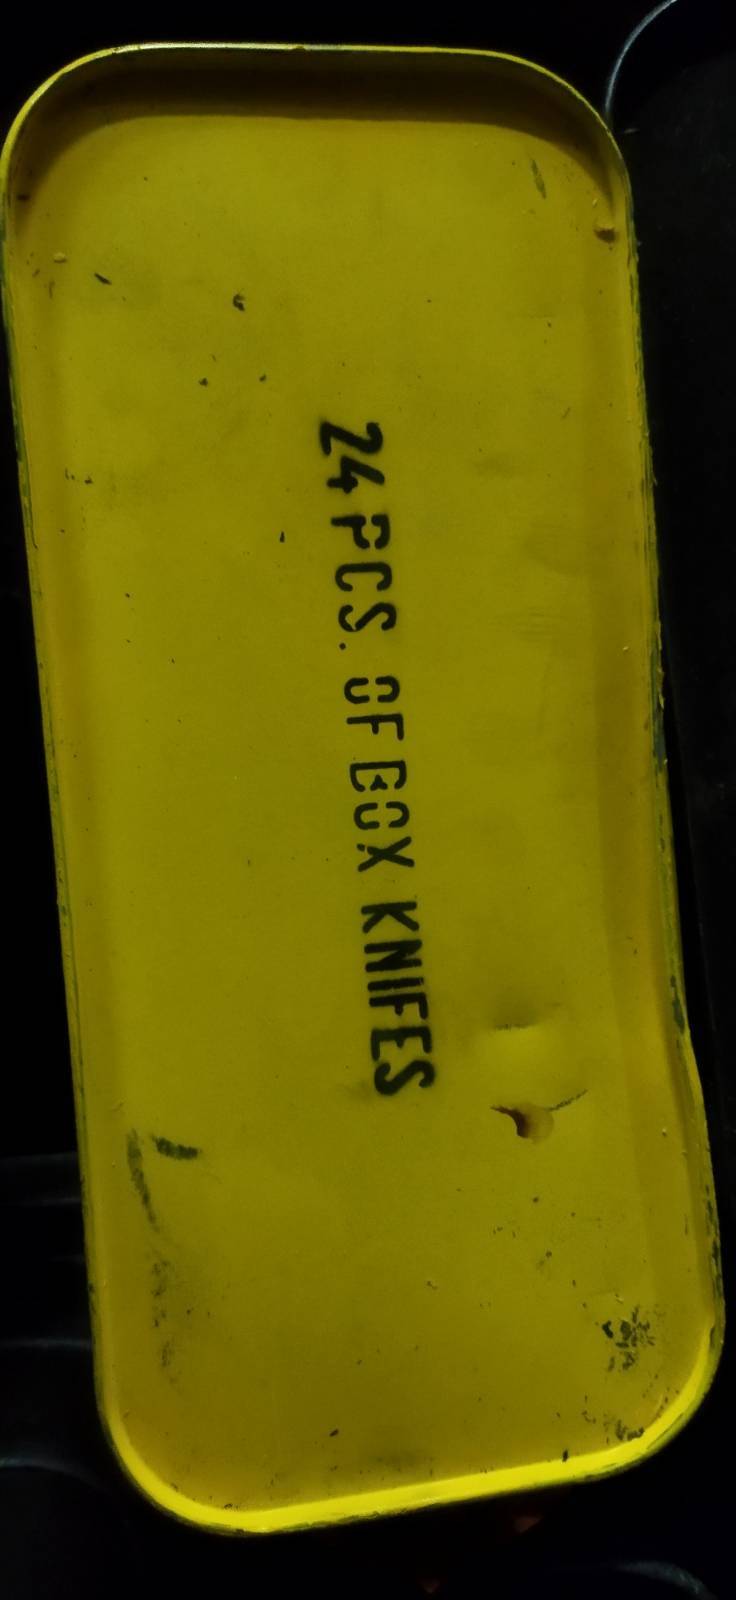 24 PCS. OF BOX KNIFES